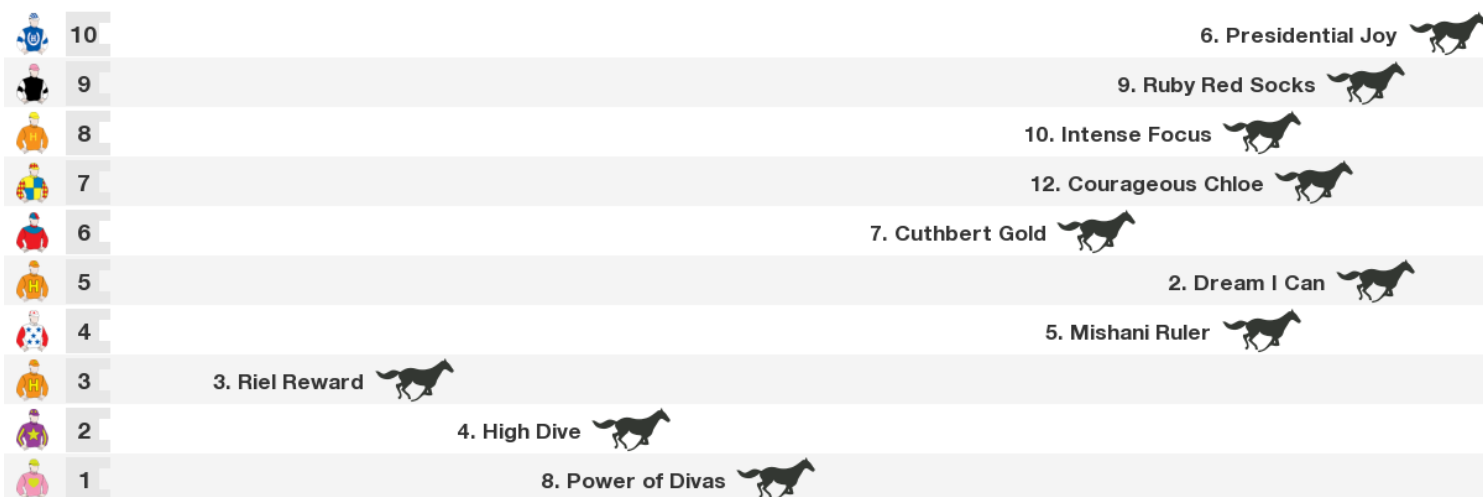 10 6. Presidential Joy
9 9. Ruby Red Socks
8 10. Intense Focus
7 12. Courageous Chloe
6 7. Cuthbert Gold
5 2. Dream I Can
4 5. Mishani Ruler
3 3. Riel Reward
2 4. High Dive
1 8. Power of Divas
H
H
H